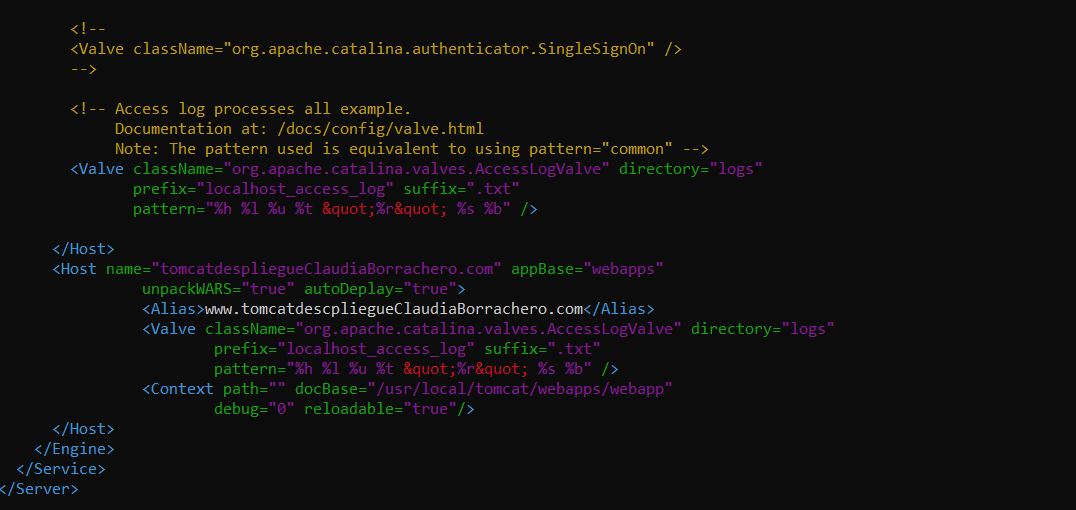 <!--
<Valve className="org.apache.catalina.authenticator.SingleSignOn" />
-->
<!-- Access log processes all example.
Documentation at: /docs/config/valve.html
Note: The pattern used is equivalent to using pattern="common" -->
<Valve className="org.apache.catalina.valves.AccessLogValve" directory="logs"
prefix="localhost_access_log" suffix=".txt"
pattern="%h %l %u %t &quot;%r&quot; %s %b" />
</Host>
<Host name="tomcatdespliegueClaudiaBorrachero.com" appBase="webapps"
unpackWARS="true" autoDeplay="true">
<Alias>www.tomcatdescpliegueClaudiaBorrachero.com</Alias>
<Valve className="org.apache.catalina.valves.AccessLogValve" directory="logs"
prefix="localhost_access_log" suffix=".txt"
pattern="%h %l %u %t &quot;%r&quot; %s %b" />
<Context path="" docBase="/usr/local/tomcat/webapps/webapp"
debug="0" reloadable="true"/>
</Host>
</Engine>
</Service>
</Server>